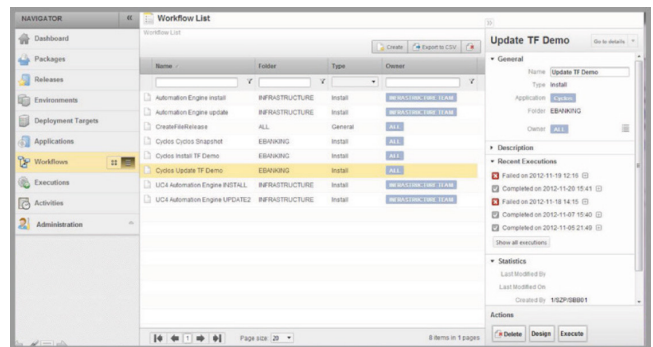 NAVIGATOR «
Dashboard
Packages
Releases
Environments
Deployment Targets
Applications
Workflows
Executions
Activities
Administration
Workflow List
Workflow List
Create Export to CSV
Name Folder Type Owner
Automation Engine install INFRASTRUCTURE Install INFRASTRUCTURE TEAM
Automation Engine update INFRASTRUCTURE Install INFRASTRUCTURE TEAM
CreateFileRelease ALL General ALL
Cyclos Cyclos Snapshot EBANKING Install ALL
Cyclos Install TF Demo EBANKING Install ALL
Cyclos Update TF Demo EBANKING Install ALL
UC4 Automation Engine INSTALL INFRASTRUCTURE Install INFRASTRUCTURE TEAM
UC4 Automation Engine UPDATE2 INFRASTRUCTURE Install INFRASTRUCTURE TEAM
1 Page size: 20 8 items in 1 pages
»
Update TF Demo Go to details
General
Name Update TF Demo
Type Install
Application Cyclos
Folder EBANKING
Owner ALL
Description
Recent Executions
Failed on 2012-11-19 12:16
Completed on 2012-11-20 15:41
Failed on 2012-11-18 14:15
Completed on 2012-11-07 15:40
Completed on 2012-11-05 21:49
Show all executions
Statistics
Last Modified By
Last Modified On
Created By 1/SZP/SBB01
Actions
Delete Design Execute